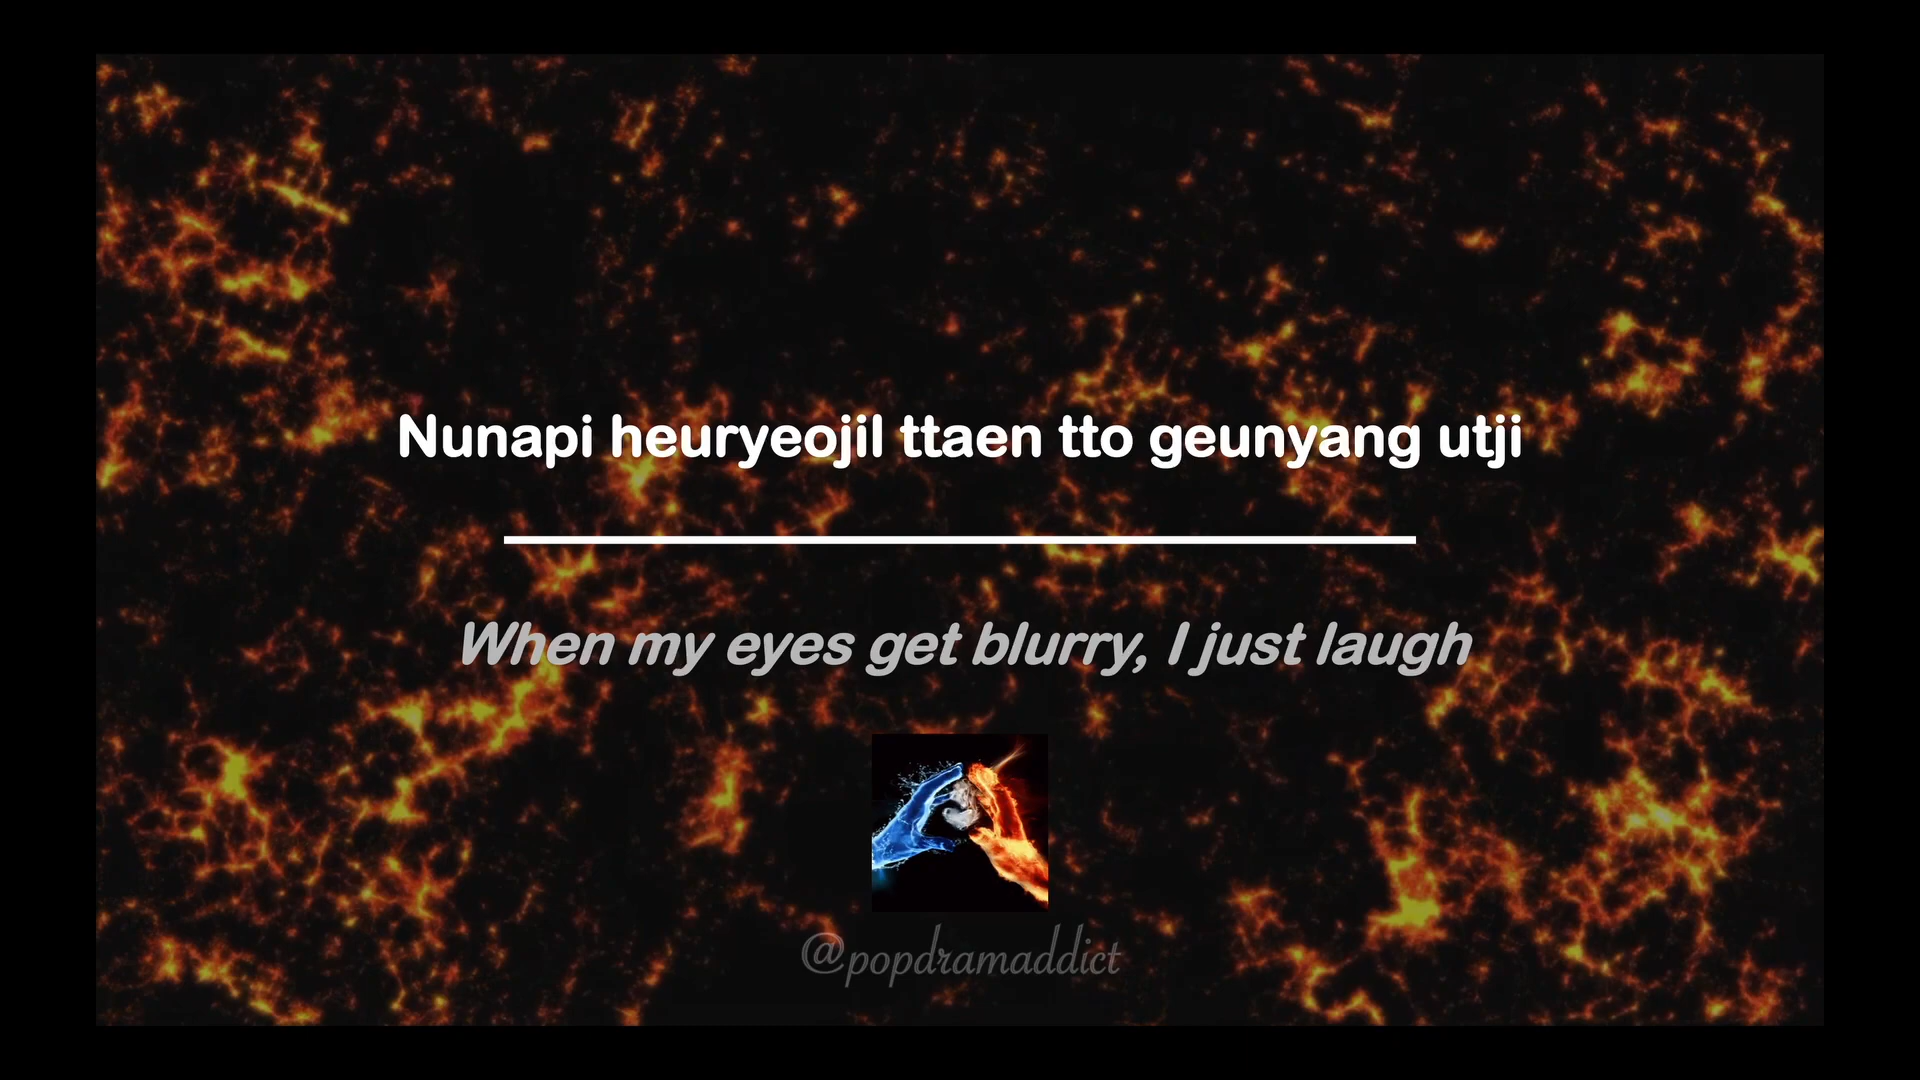 Nunapi heuryeojil ttaen tto geunyang utji
When my eyes get blurry, I just laugh
@popdramaddict